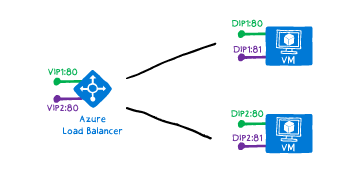 VIP1:80
VIP2:80
Azure
Load Balancer
DIP1:80
DIP1:81
VM
DIP2:80
DIP2:81
VM